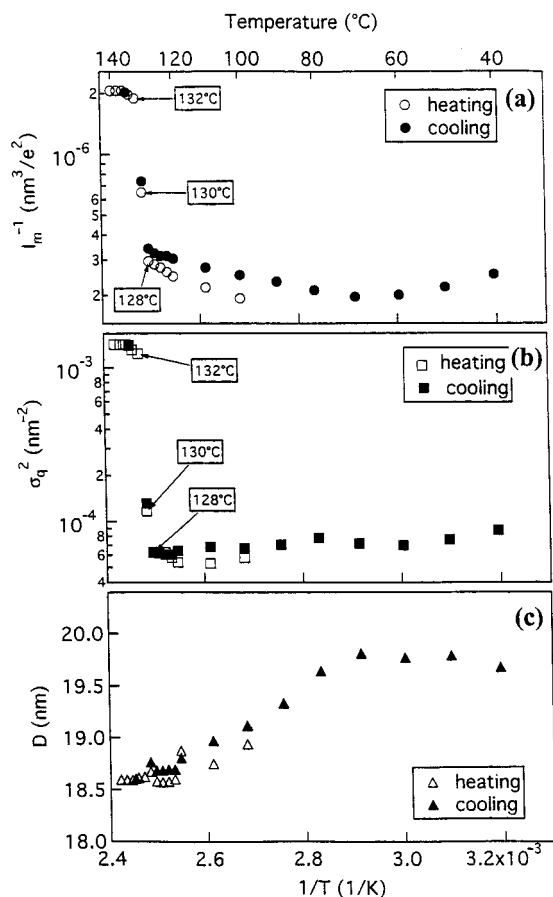 Temperature (°C)
140 120 100 80 60 40
2
10⁻⁶
6
5
4
3
2
I_m⁻¹ (nm³/e²)
○ heating
● cooling
(a)
132°C
130°C
128°C
10⁻³
8
6
4
2
10⁻⁴
8
6
4
σ_q² (nm⁻²)
□ heating
■ cooling
(b)
132°C
130°C
128°C
20.0
19.5
19.0
18.5
18.0
D (nm)
△ heating
▲ cooling
(c)
2.4 2.6 2.8 3.0 3.2x10⁻³
1/T (1/K)